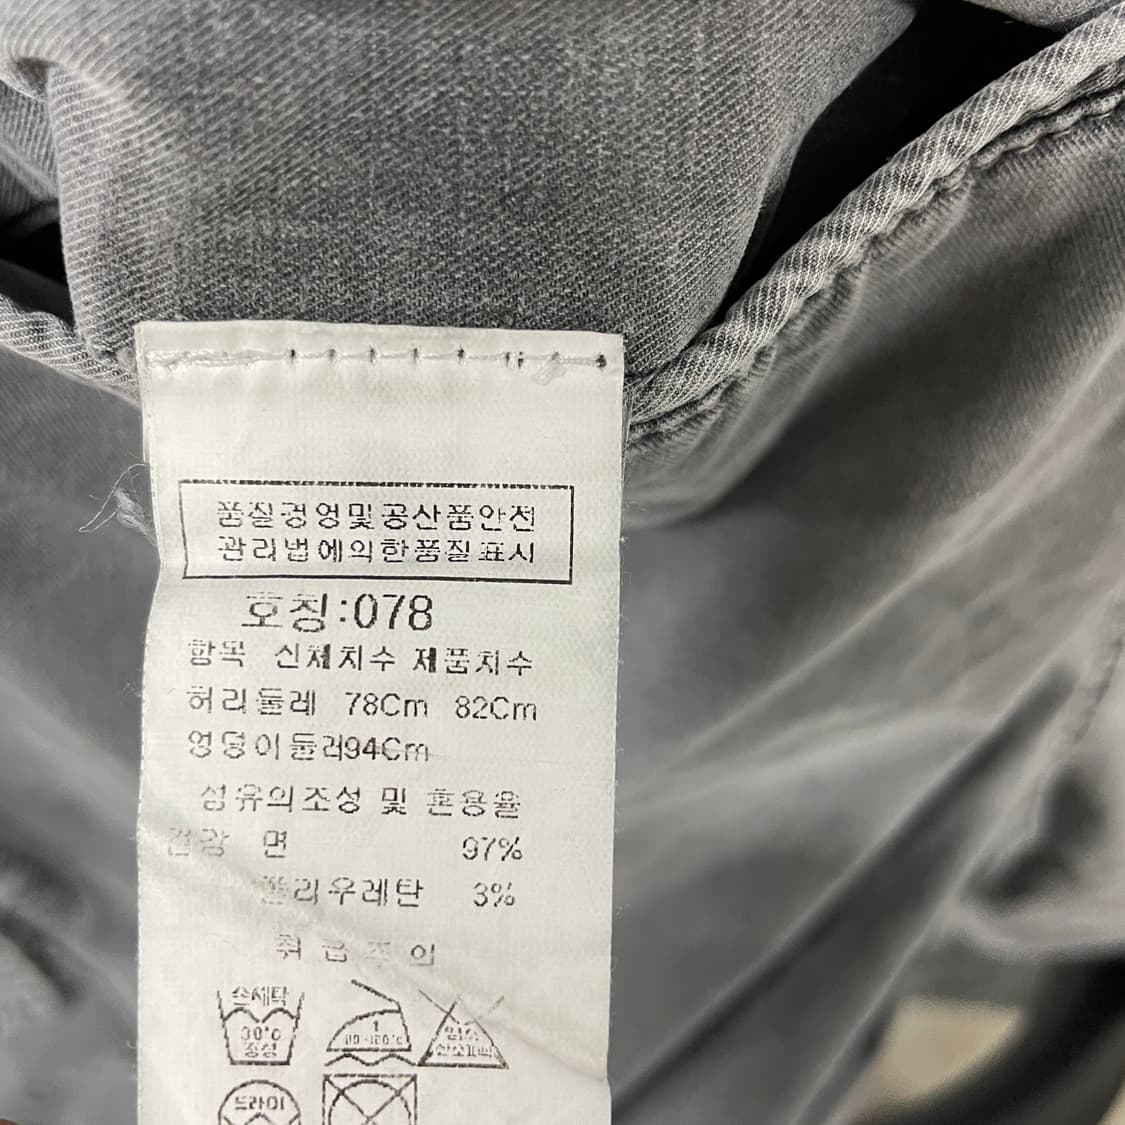 품질경영및공산품안전
관리법에의한품질표시
호칭:078
항목 신체치수 제품치수
허리둘레 78Cm 82Cm
엉덩이둘레94Cm
섬유의조성 및 혼용율
겉감 면 97%
폴리우레탄 3%
취급주의
손세탁
30°C
중성
1
드라이